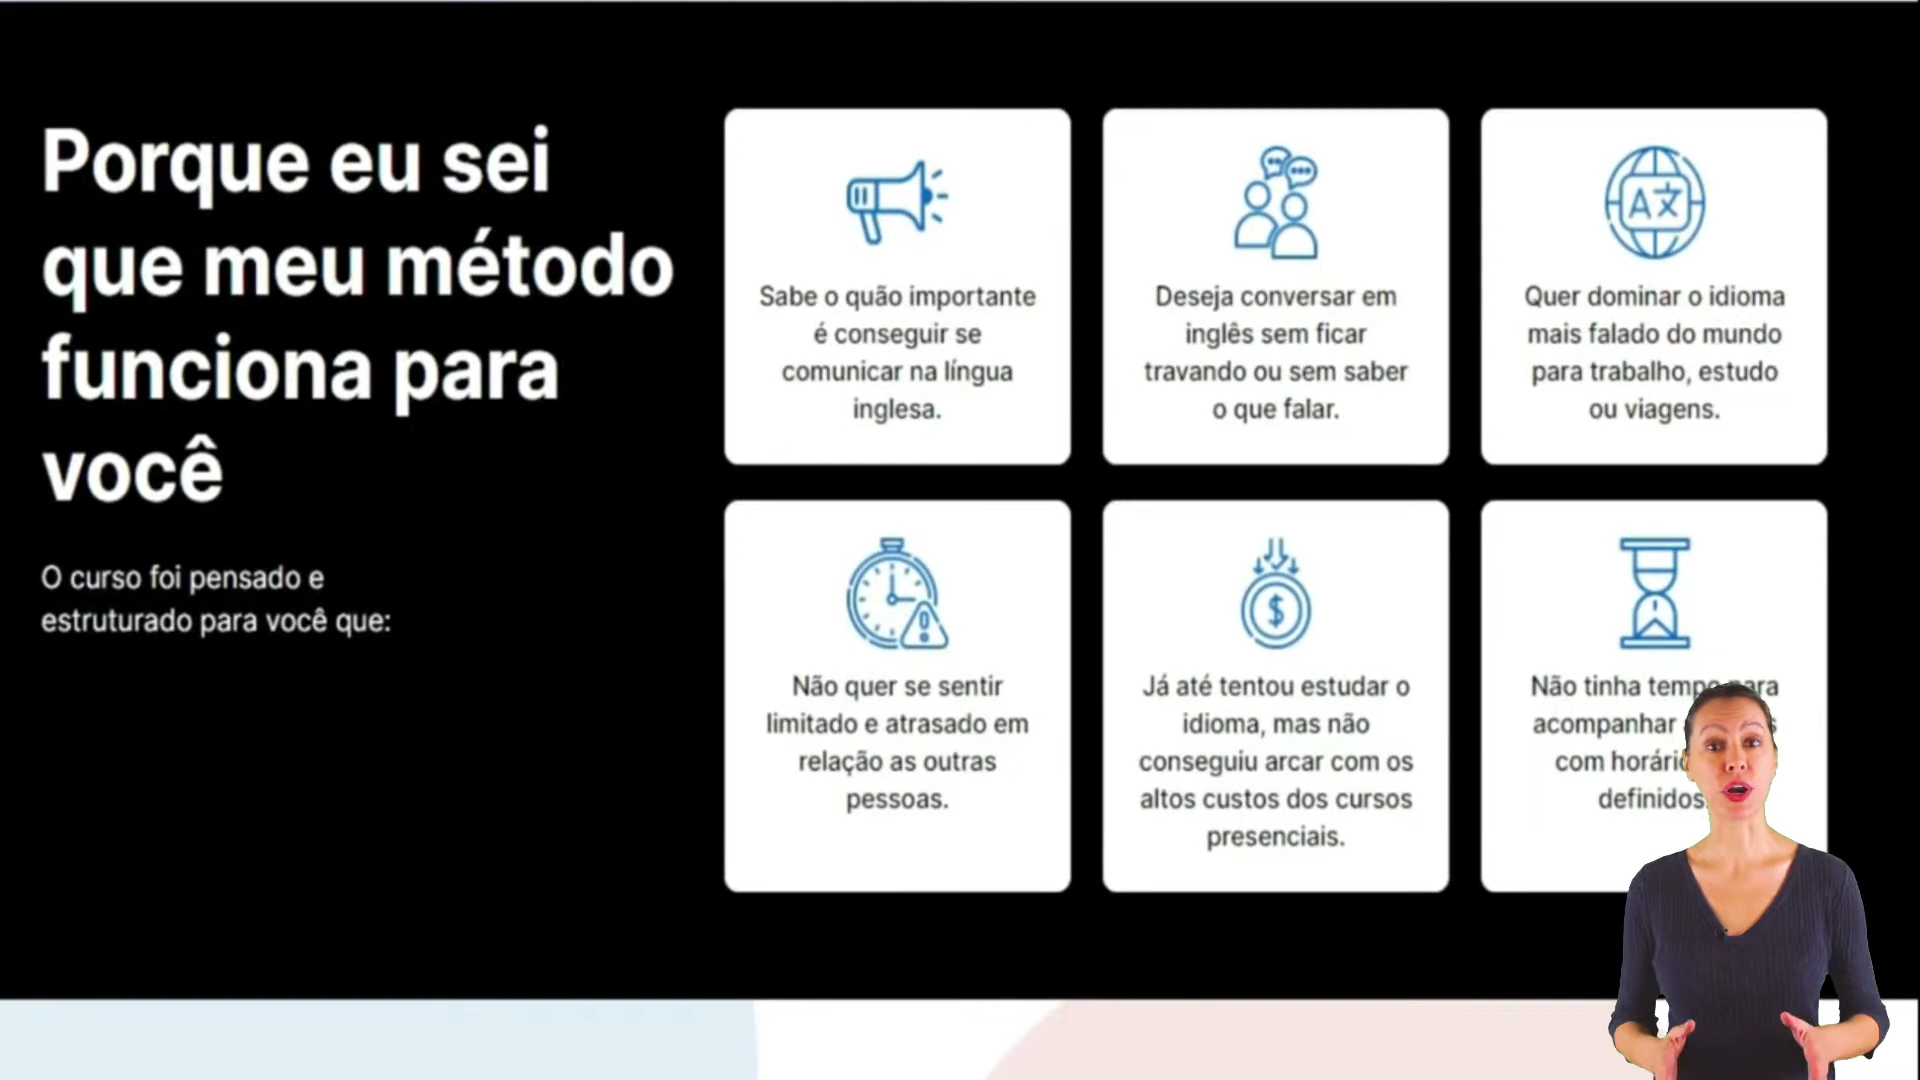 Porque eu sei
que meu método
funciona para
você
O curso foi pensado e
estruturado para você que:
Sabe o quão importante
é conseguir se
comunicar na língua
inglesa.
Deseja conversar em
inglês sem ficar
travando ou sem saber
o que falar.
A文
Quer dominar o idioma
mais falado do mundo
para trabalho, estudo
ou viagens.
Não quer se sentir
limitado e atrasado em
relação as outras
pessoas.
$
Já até tentou estudar o
idioma, mas não
conseguiu arcar com os
altos custos dos cursos
presenciais.
Não tinha tempo para
acompanhar
com
definidos.